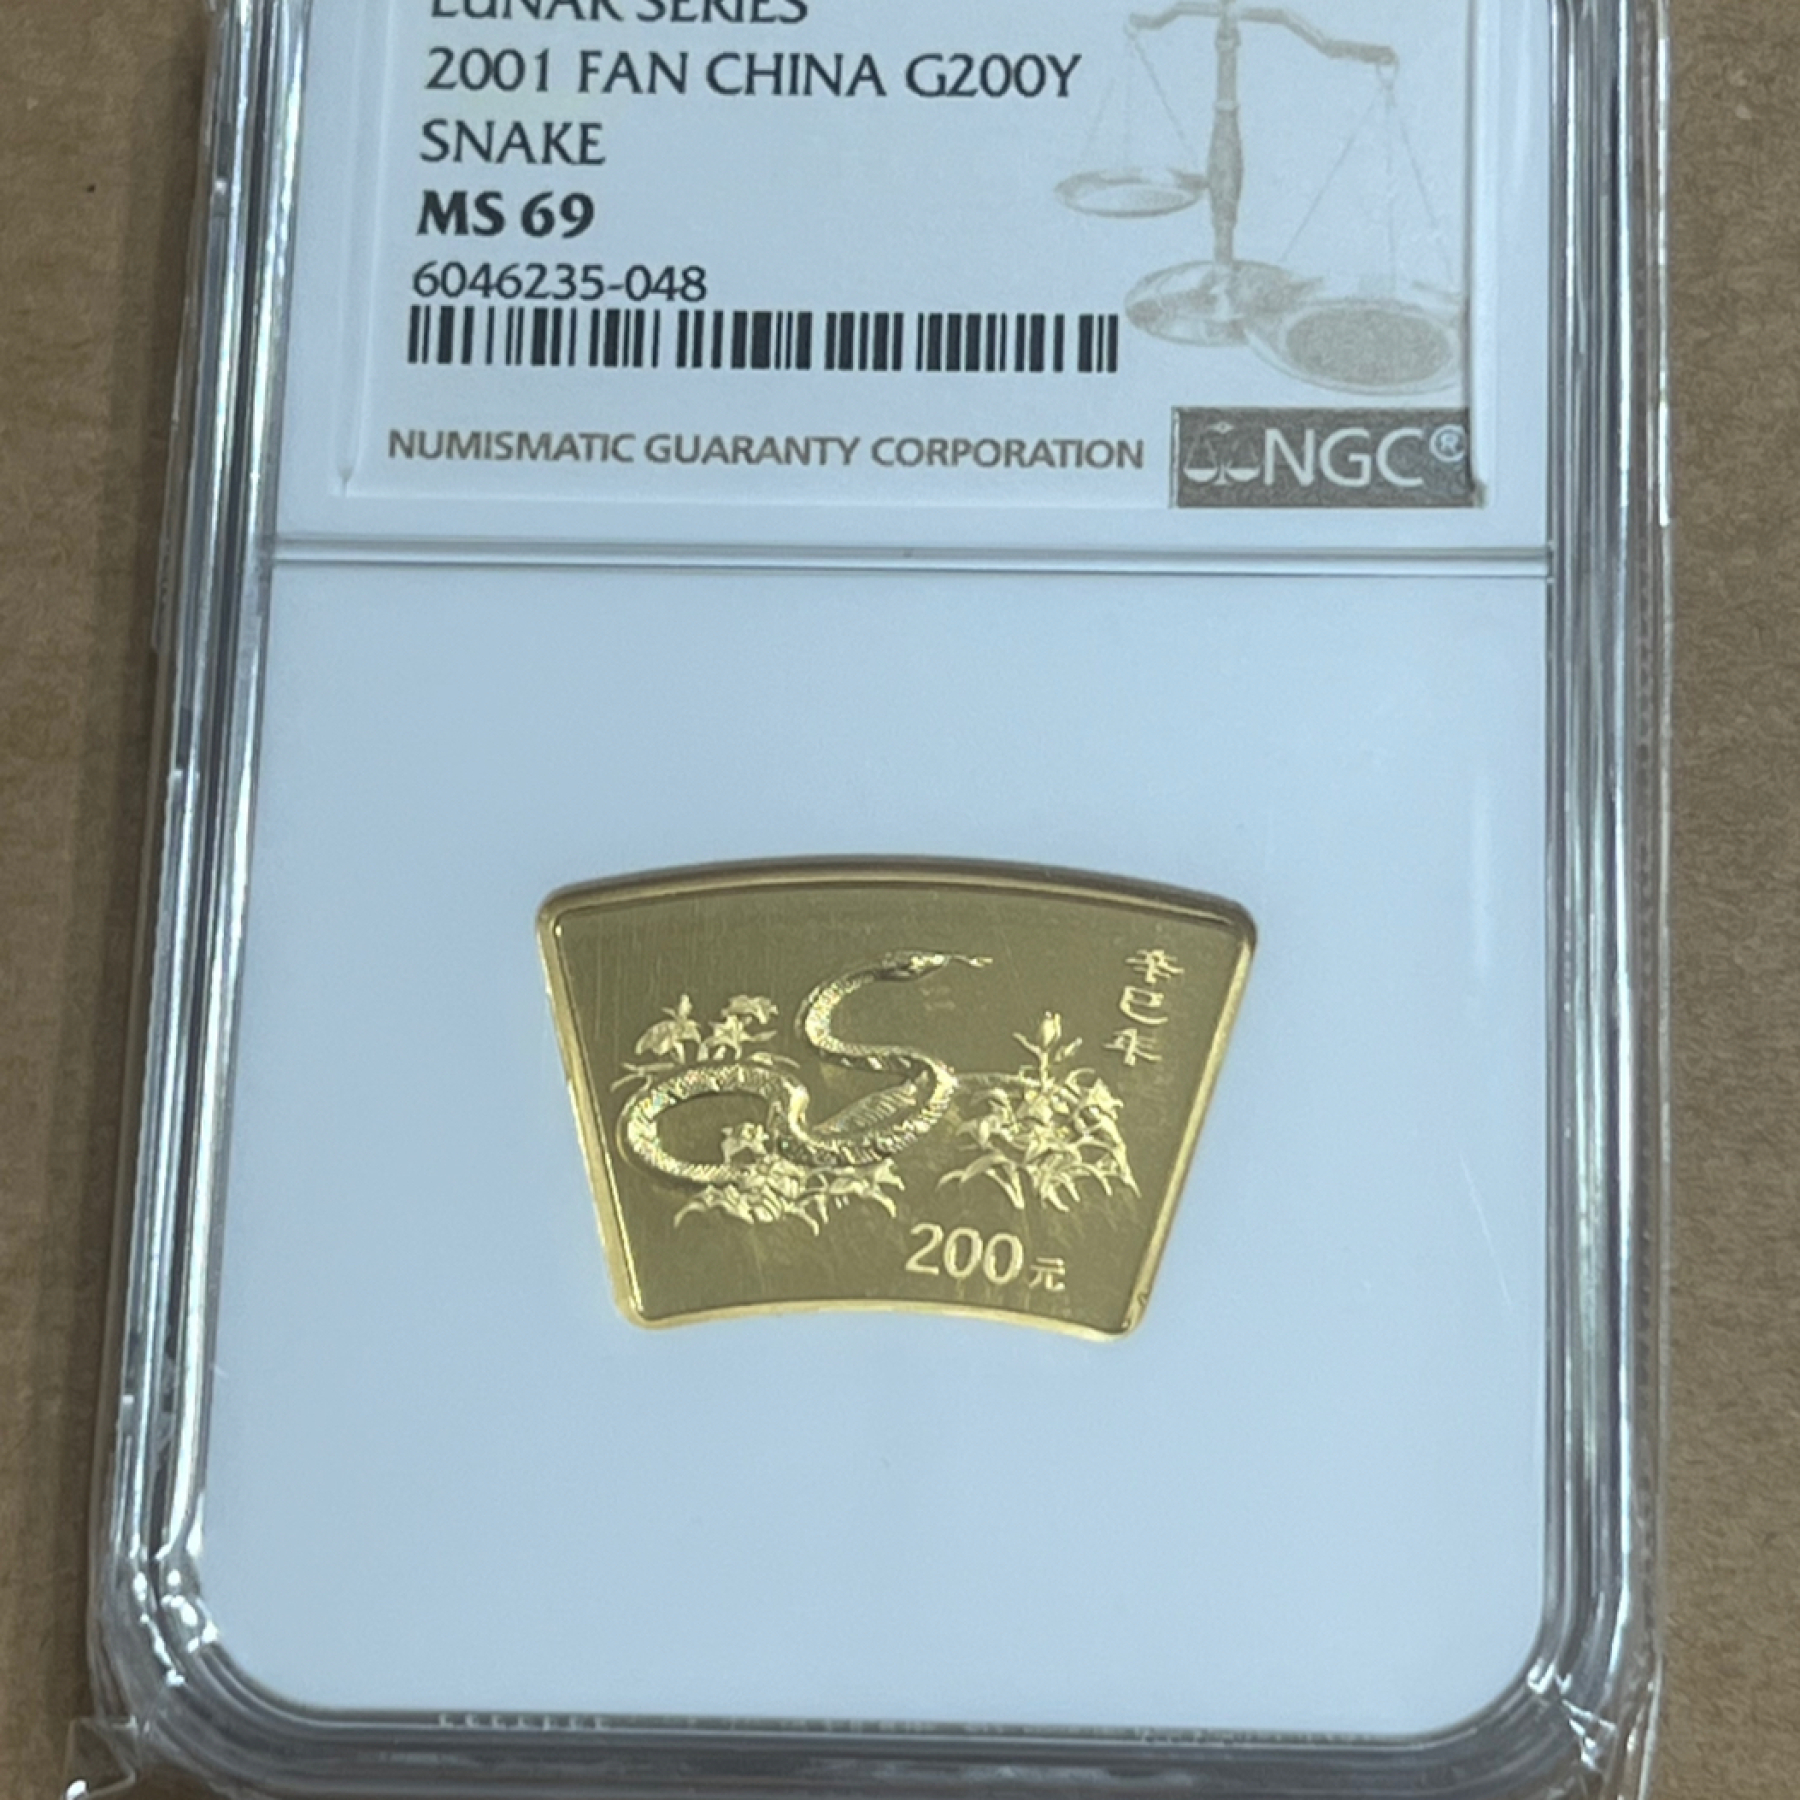 LUNAR SERIES
2001 FAN CHINA G200Y
SNAKE
MS 69
6046235-048
NUMISMATIC GUARANTY CORPORATION
NGC®
辛巳年
200元